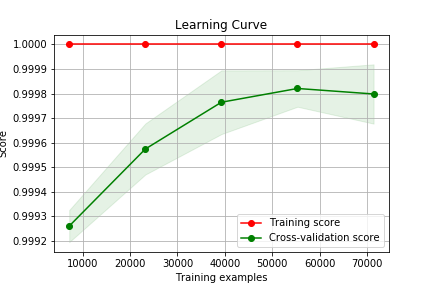 Learning Curve
1.0000
0.9999
0.9998
0.9997
0.9996
0.9995
0.9994
0.9993
0.9992
Score
Training score
Cross-validation score
10000 20000 30000 40000 50000 60000 70000
Training examples